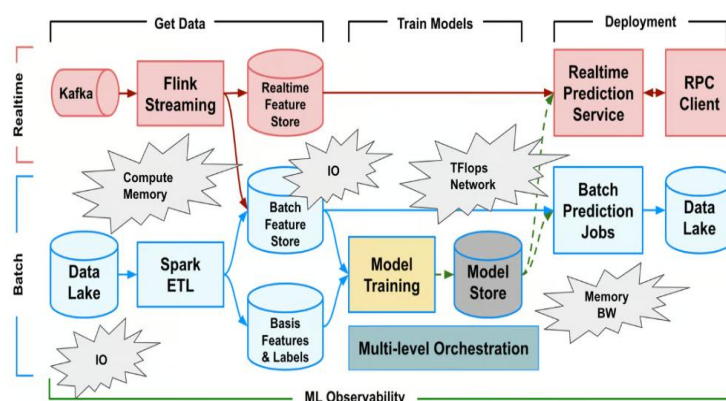 Get Data
Train Models
Deployment
Realtime
Kafka
Flink
Streaming
Realtime
Feature
Store
Realtime
Prediction
Service
RPC
Client
Compute
Memory
IO
TFlops
Network
Batch
Data
Lake
Spark
ETL
Batch
Feature
Store
Basis
Features
& Labels
Model
Training
Model
Store
Batch
Prediction
Jobs
Data
Lake
Memory
BW
IO
Multi-level Orchestration
ML Observability